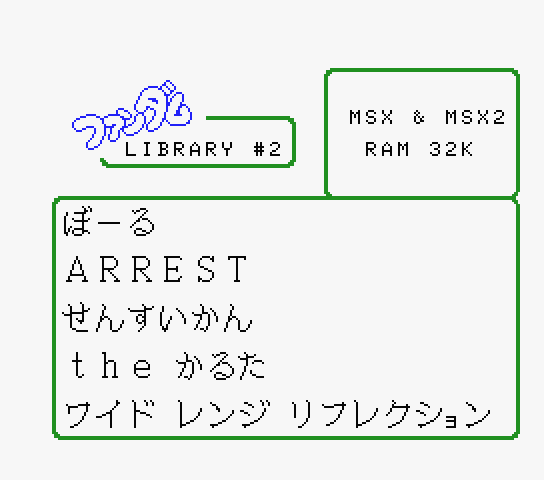 ファンダム
LIBRARY #2
MSX & MSX2
RAM 32K
ぼーる
ARREST
せんすいかん
the かるた
ワイド レンジ リフレクション